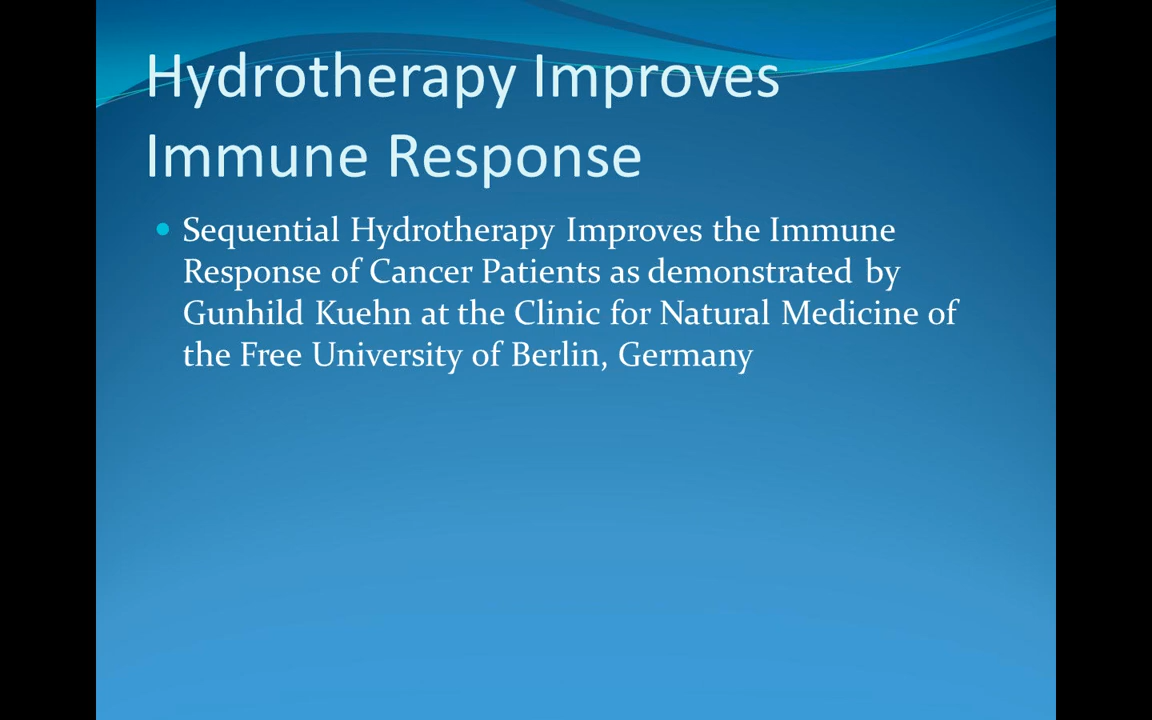 Hydrotherapy Improves
Immune Response
Sequential Hydrotherapy Improves the Immune
Response of Cancer Patients as demonstrated by
Gunhild Kuehn at the Clinic for Natural Medicine of
the Free University of Berlin, Germany